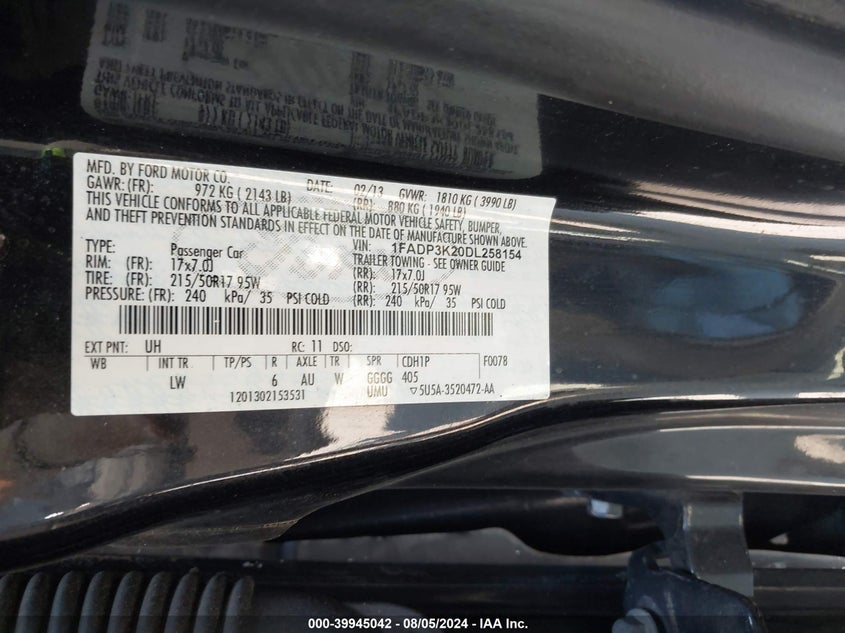 MFD. BY FORD MOTOR CO.
DATE: 02/13 GVWR: 1810 KG ( 3990 LB)
GAWR: (FR): 972 KG ( 2143 LB) (RR): 880 KG ( 1940 LB)
THIS VEHICLE CONFORMS TO ALL APPLICABLE FEDERAL MOTOR VEHICLE SAFETY, BUMPER,
AND THEFT PREVENTION STANDARDS IN EFFECT ON THE DATE OF MANUFACTURE SHOWN ABOVE.
VIN: 1FADP3K20DL258154
TYPE: Passenger Car TRAILER TOWING - SEE OWNER GUIDE
RIM: (FR): 17x7.0J (RR): 17x7.0J
TIRE: (FR): 215/50R17 95W (RR): 215/50R17 95W
PRESSURE: (FR): 240 kPa/ 35 PSI COLD (RR): 240 kPa/ 35 PSI COLD
EXT PNT: UH RC: 11 DSO:
WB INT TR TP/PS R AXLE TR SPR CDH1P F0078
LW 6 AU W GGGG 405
1201302153531 UMU ▽5U5A-3520472-AA
000-39945042 - 08/05/2024 - IAA Inc.